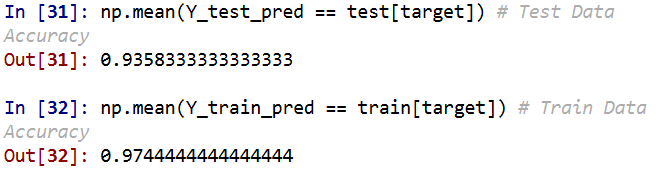 In [31]: np.mean(Y_test_pred == test[target]) # Test Data
Accuracy
Out[31]: 0.9358333333333333
In [32]: np.mean(Y_train_pred == train[target]) # Train Data
Accuracy
Out[32]: 0.9744444444444444